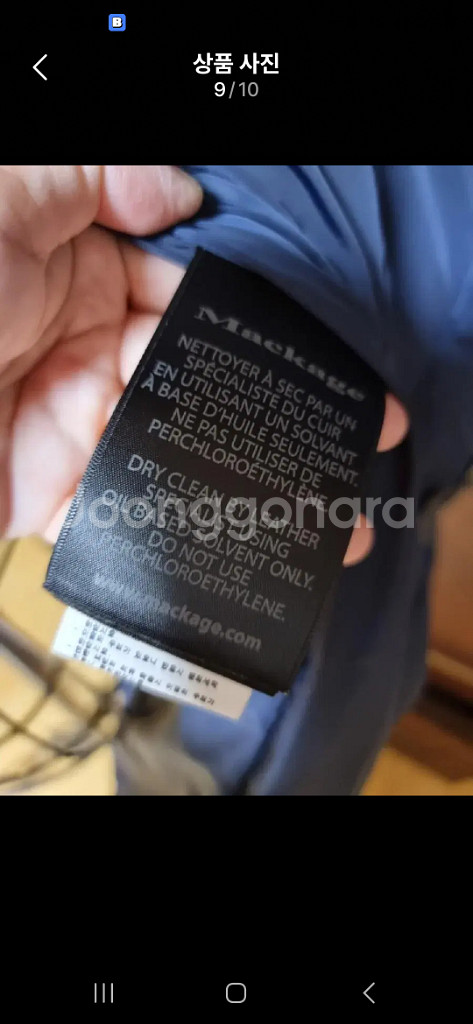 B
상품 사진
9/10
Mackage
NETTOYER À SEC PAR UN
SPÉCIALISTE DU CUIR
EN UTILISANT UN SOLVANT
À BASE D'HUILE SEULEMENT.
NE PAS UTILISER DE
PERCHLOROÉTHYLÈNE.
DRY CLEAN BY LEATHER
SPECIALIST USING
OIL BASED SOLVENT ONLY.
DO NOT USE
PERCHLOROETHYLENE.
www.mackage.com
Joonggonara